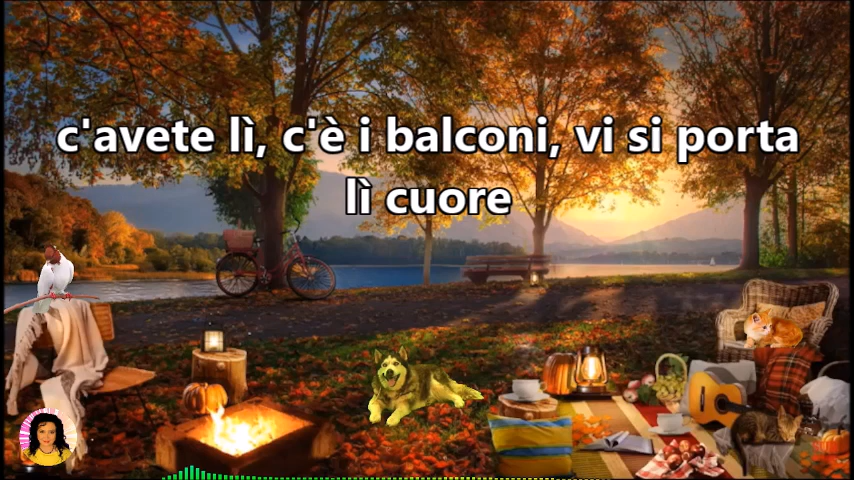 c'avete lì, c'è i balconi, vi si porta
lì cuore